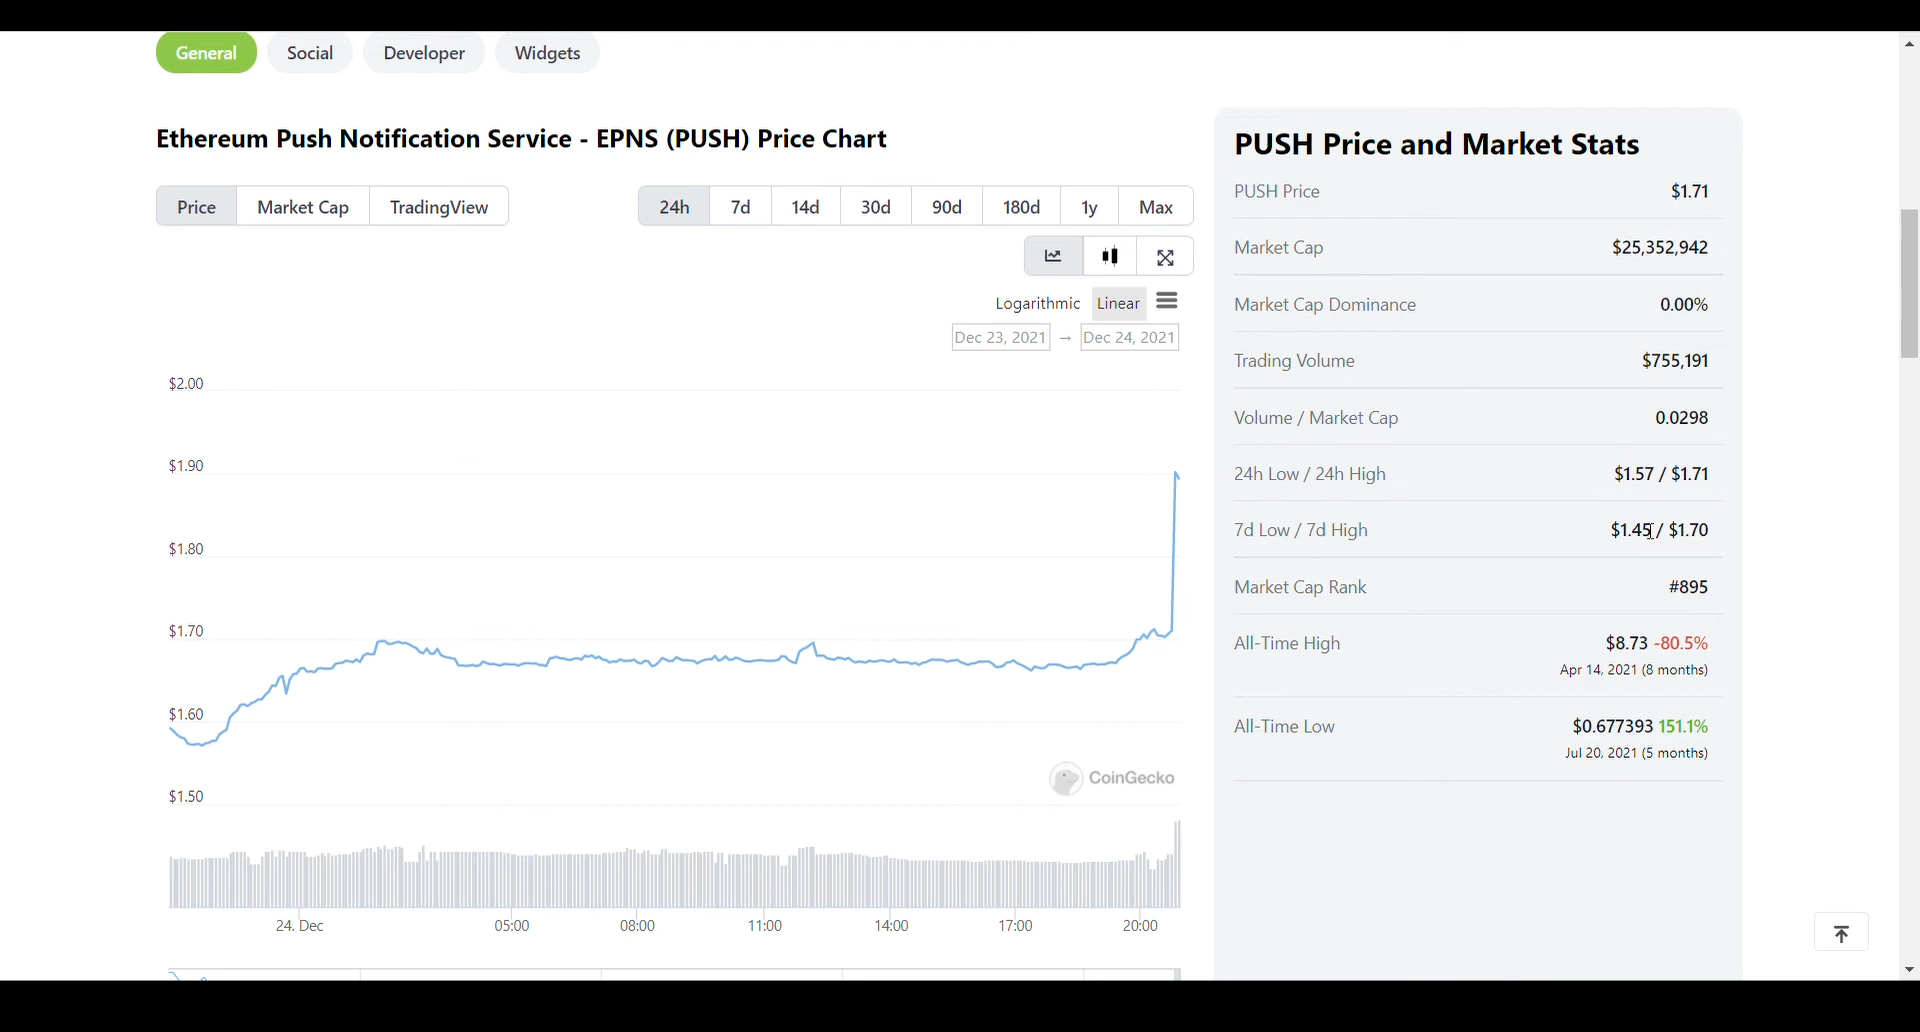 General Social Developer Widgets
Ethereum Push Notification Service - EPNS (PUSH) Price Chart
Price Market Cap TradingView 24h 7d 14d 30d 90d 180d 1y Max
Logarithmic Linear
Dec 23, 2021 → Dec 24, 2021
$2.00
$1.90
$1.80
$1.70
$1.60
$1.50
CoinGecko
24. Dec 05:00 08:00 11:00 14:00 17:00 20:00
PUSH Price and Market Stats
PUSH Price $1.71
Market Cap $25,352,942
Market Cap Dominance 0.00%
Trading Volume $755,191
Volume / Market Cap 0.0298
24h Low / 24h High $1.57 / $1.71
7d Low / 7d High $1.45 / $1.70
Market Cap Rank #895
All-Time High $8.73 -80.5%
Apr 14, 2021 (8 months)
All-Time Low $0.677393 151.1%
Jul 20, 2021 (5 months)